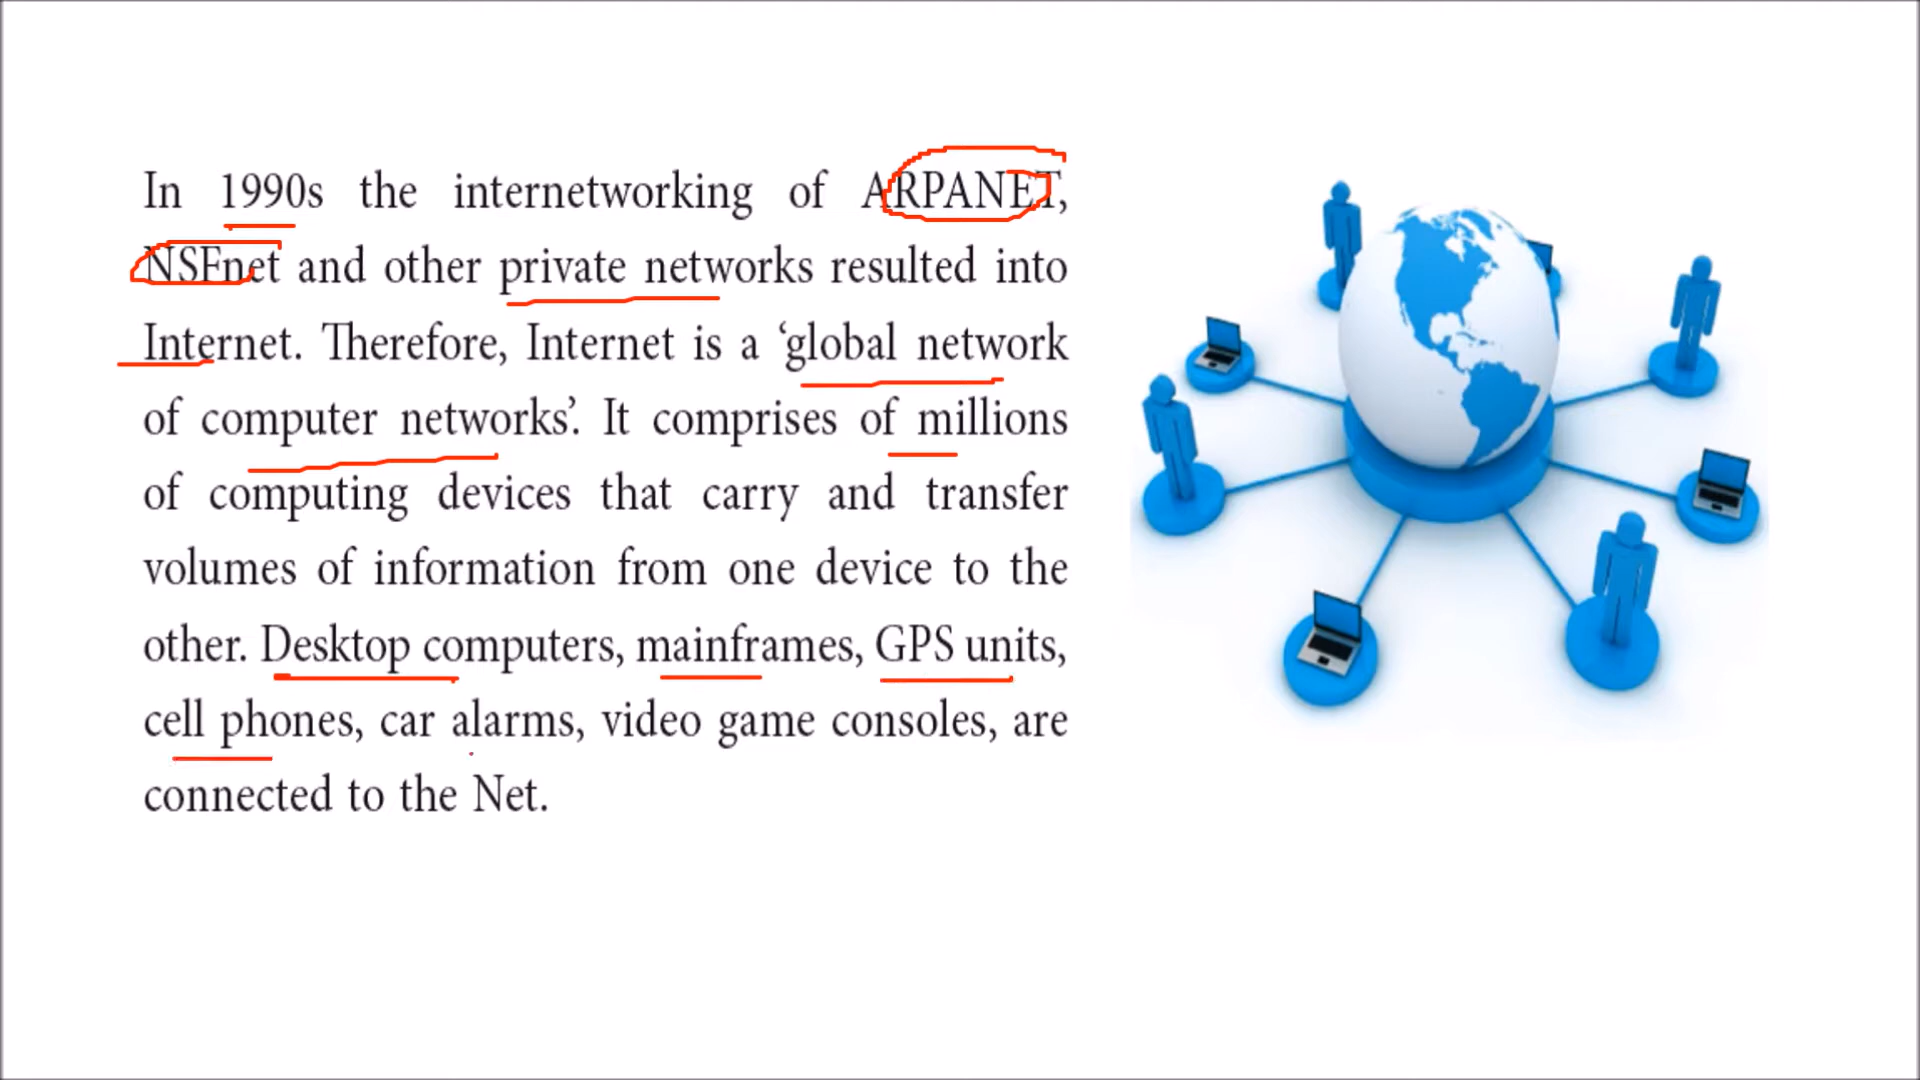 In 1990s the internetworking of ARPANET,
NSFnet and other private networks resulted into
Internet. Therefore, Internet is a ‘global network
of computer networks’. It comprises of millions
of computing devices that carry and transfer
volumes of information from one device to the
other. Desktop computers, mainframes, GPS units,
cell phones, car alarms, video game consoles, are
connected to the Net.